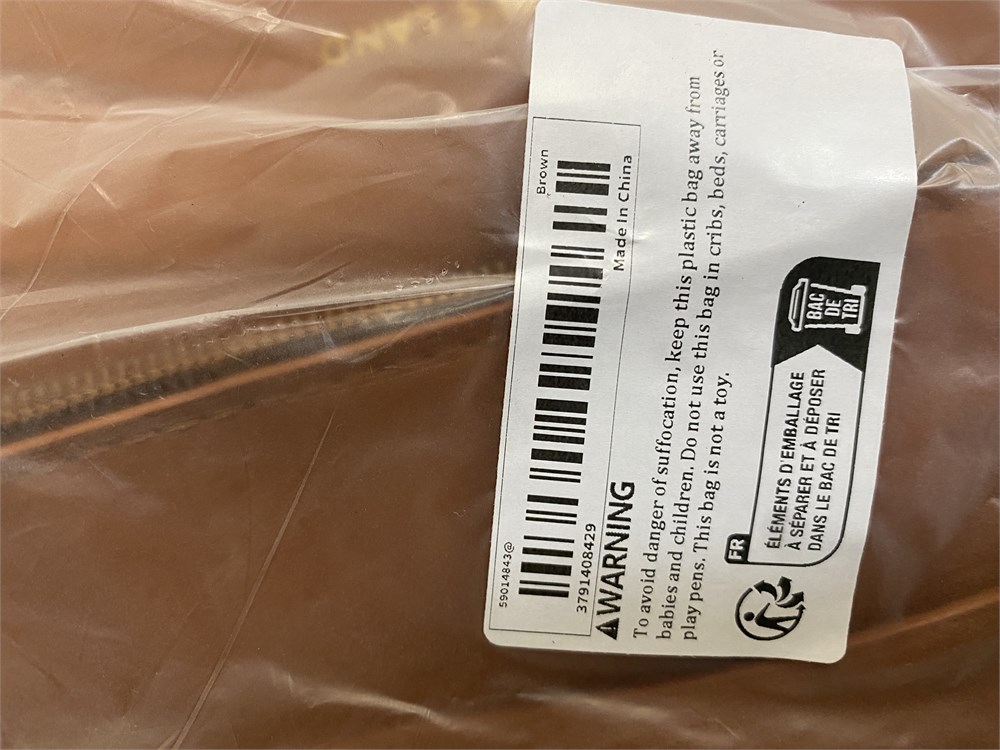 59014843@
Brown
3791408429
Made In China
WARNING
To avoid danger of suffocation, keep this plastic bag away from
babies and children. Do not use this bag in cribs, beds, carriages or
play pens. This bag is not a toy.
FR
ÉLÉMENTS D'EMBALLAGE
À SÉPARER ET À DÉPOSER
DANS LE BAC DE TRI
BAC
DE
TRI